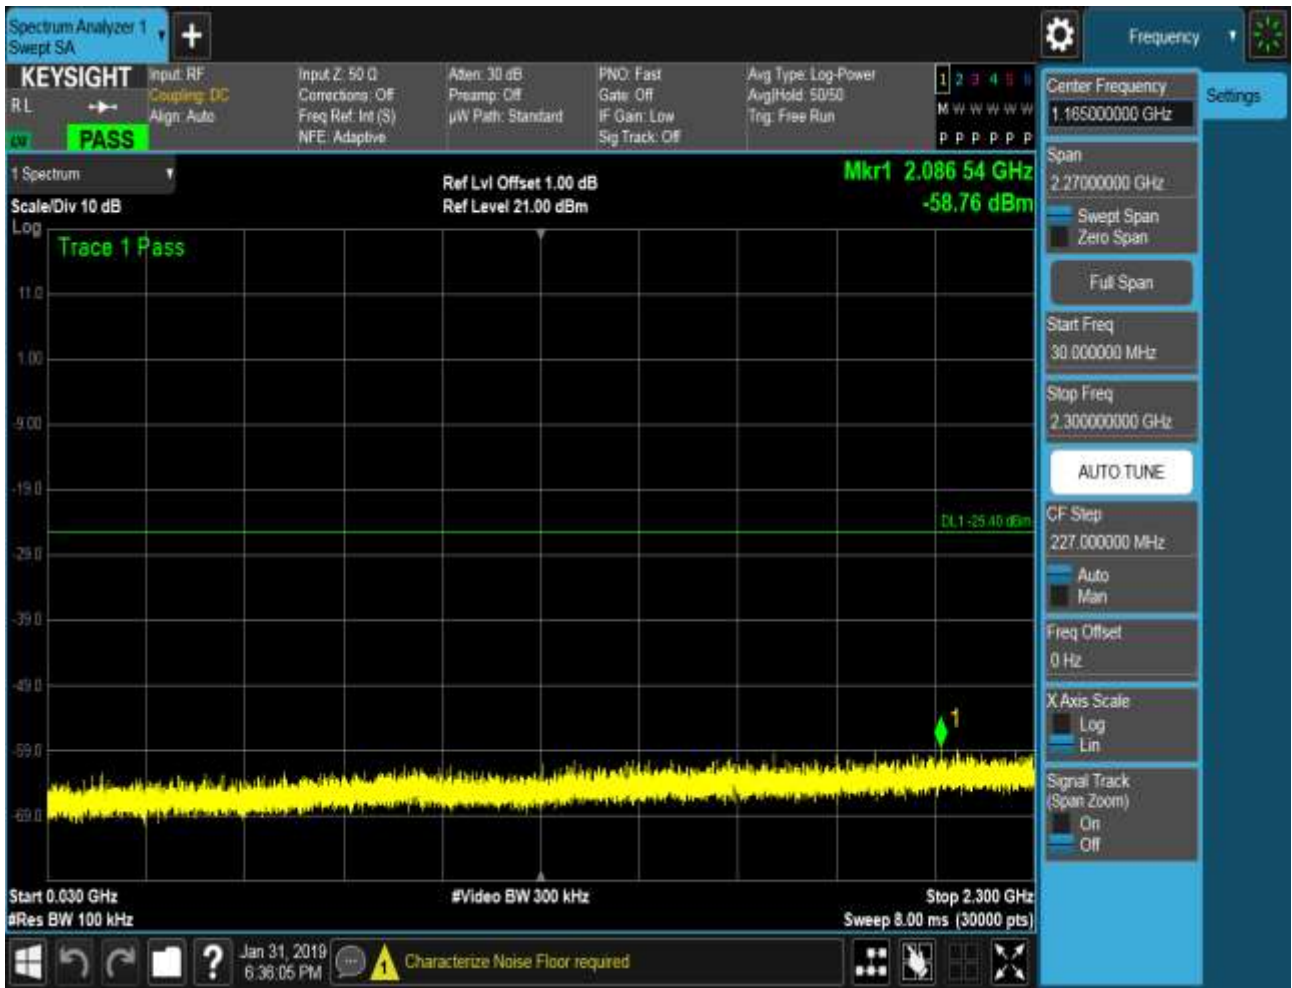 Spectrum Analyzer 1
Swept SA
Frequency
KEYSIGHT
R L
PASS
Input: RF
Coupling: DC
Align: Auto
Input Z: 50 Ω
Corrections: Off
Freq Ref: Int (S)
NFE: Adaptive
Atten: 30 dB
Preamp: Off
µW Path: Standard
PNO: Fast
Gate: Off
IF Gain: Low
Sig Track: Off
Avg Type: Log-Power
Avg|Hold: 50/50
Trig: Free Run
1 2 3 4 5 6
M W W W W W
P P P P P P
1 Spectrum
Scale/Div 10 dB
Log
Ref Lvl Offset 1.00 dB
Ref Level 21.00 dBm
Mkr1 2.086 54 GHz
-58.76 dBm
Trace 1 Pass
11.0
1.00
-9.00
-19.0
DL1 -25.40 dBm
-29.0
-39.0
-49.0
1
-59.0
-69.0
Start 0.030 GHz
#Video BW 300 kHz
Stop 2.300 GHz
#Res BW 100 kHz
Sweep 8.00 ms (30000 pts)
Jan 31, 2019
6:36:05 PM
1
Characterize Noise Floor required
Settings
Center Frequency
1.165000000 GHz
Span
2.27000000 GHz
Swept Span
Zero Span
Full Span
Start Freq
30.000000 MHz
Stop Freq
2.300000000 GHz
AUTO TUNE
CF Step
227.000000 MHz
Auto
Man
Freq Offset
0 Hz
X Axis Scale
Log
Lin
Signal Track
(Span Zoom)
On
Off